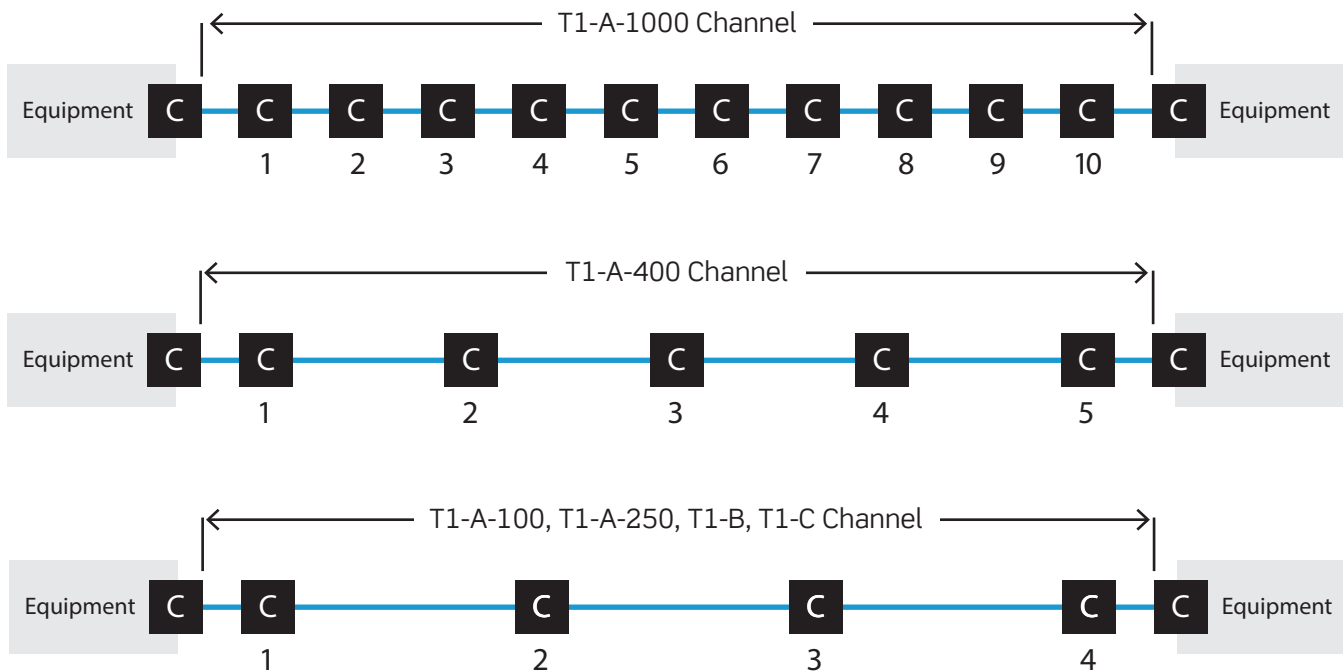 T1-A-1000 Channel
Equipment C C C C C C C C C C C C Equipment
1 2 3 4 5 6 7 8 9 10
T1-A-400 Channel
Equipment C C C C C C C Equipment
1 2 3 4 5
T1-A-100, T1-A-250, T1-B, T1-C Channel
Equipment C C C C C C Equipment
1 2 3 4